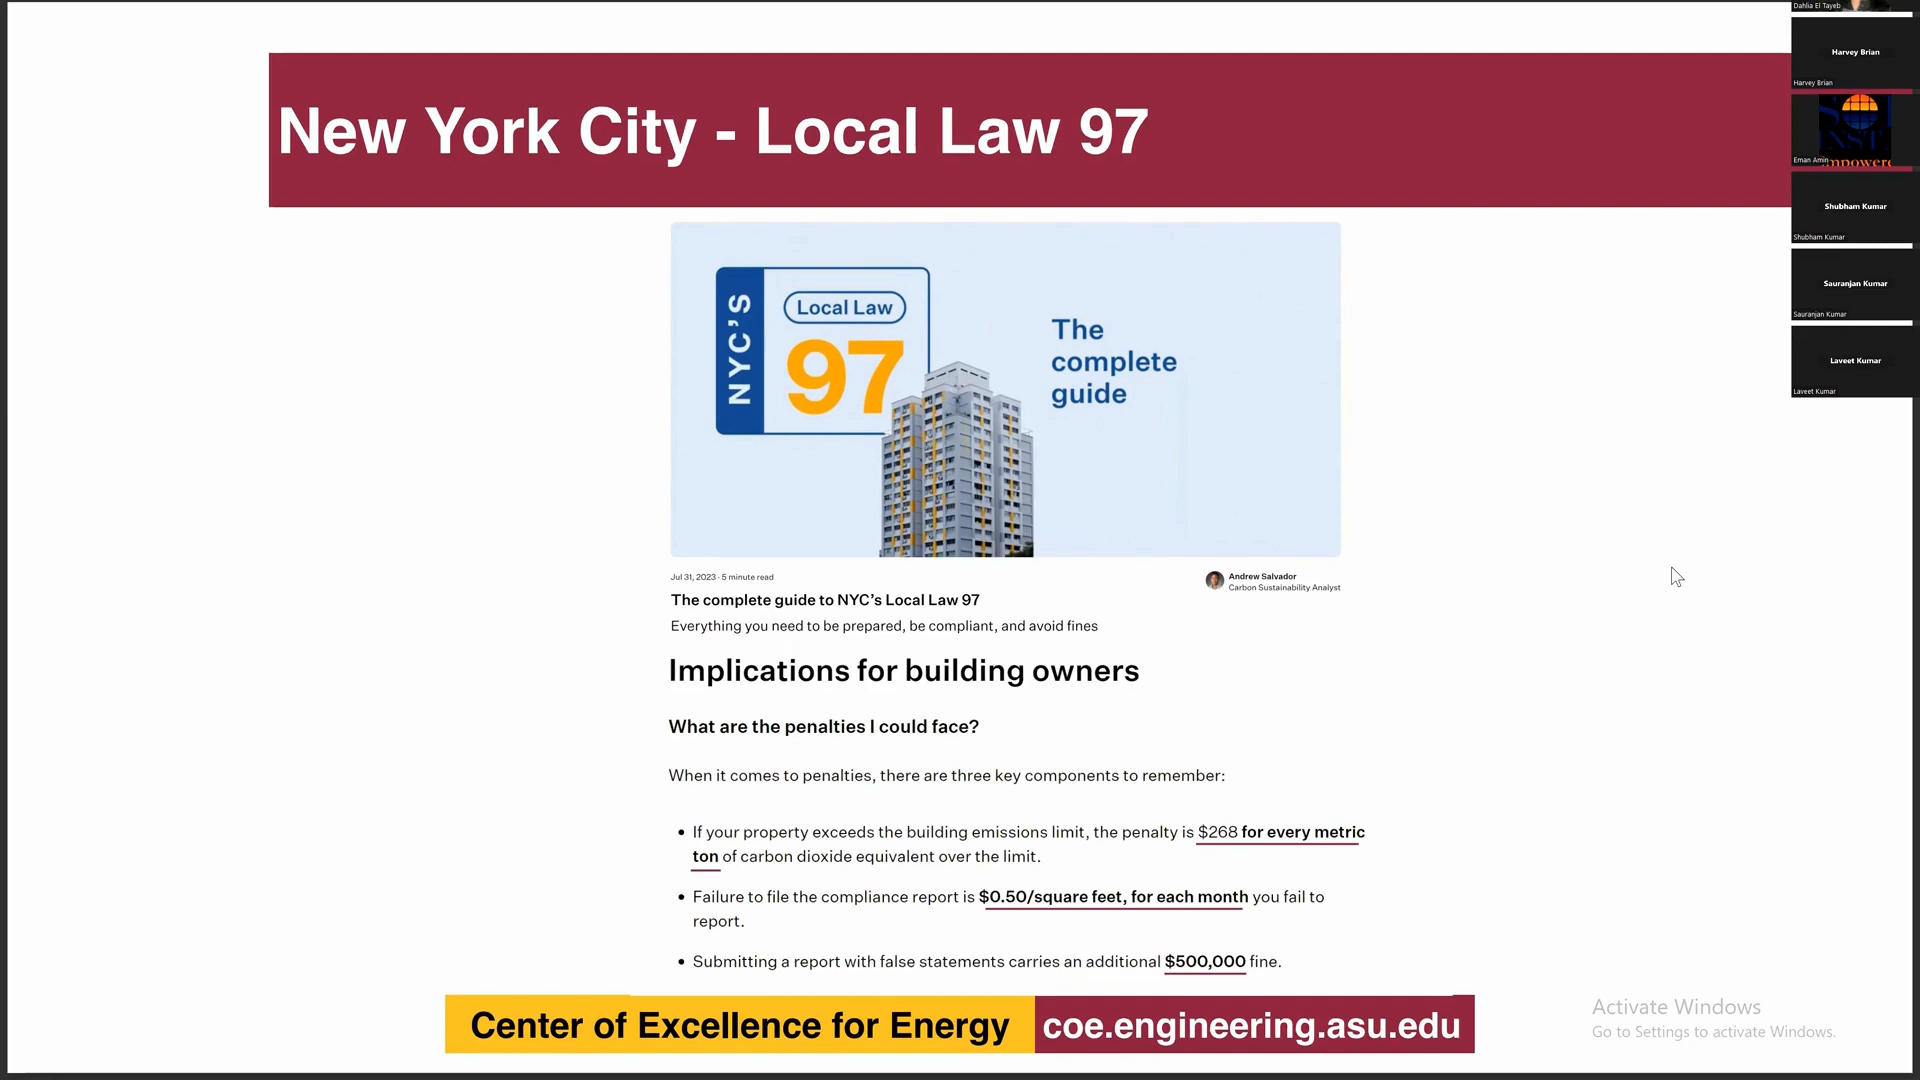 New York City - Local Law 97
NYC'S
Local Law
97
The
complete
guide
Jul 31, 2023 · 5 minute read
Andrew Salvador
Carbon Sustainability Analyst
The complete guide to NYC's Local Law 97
Everything you need to be prepared, be compliant, and avoid fines
Implications for building owners
What are the penalties I could face?
When it comes to penalties, there are three key components to remember:
• If your property exceeds the building emissions limit, the penalty is $268 for every metric
ton of carbon dioxide equivalent over the limit.
• Failure to file the compliance report is $0.50/square feet, for each month you fail to
report.
• Submitting a report with false statements carries an additional $500,000 fine.
Center of Excellence for Energy
coe.engineering.asu.edu
Dahlia El Tayeb
Harvey Brian
Harvey Brian
Eman Amin
Shubham Kumar
Shubham Kumar
Sauranjan Kumar
Sauranjan Kumar
Laveet Kumar
Laveet Kumar
Activate Windows
Go to Settings to activate Windows.